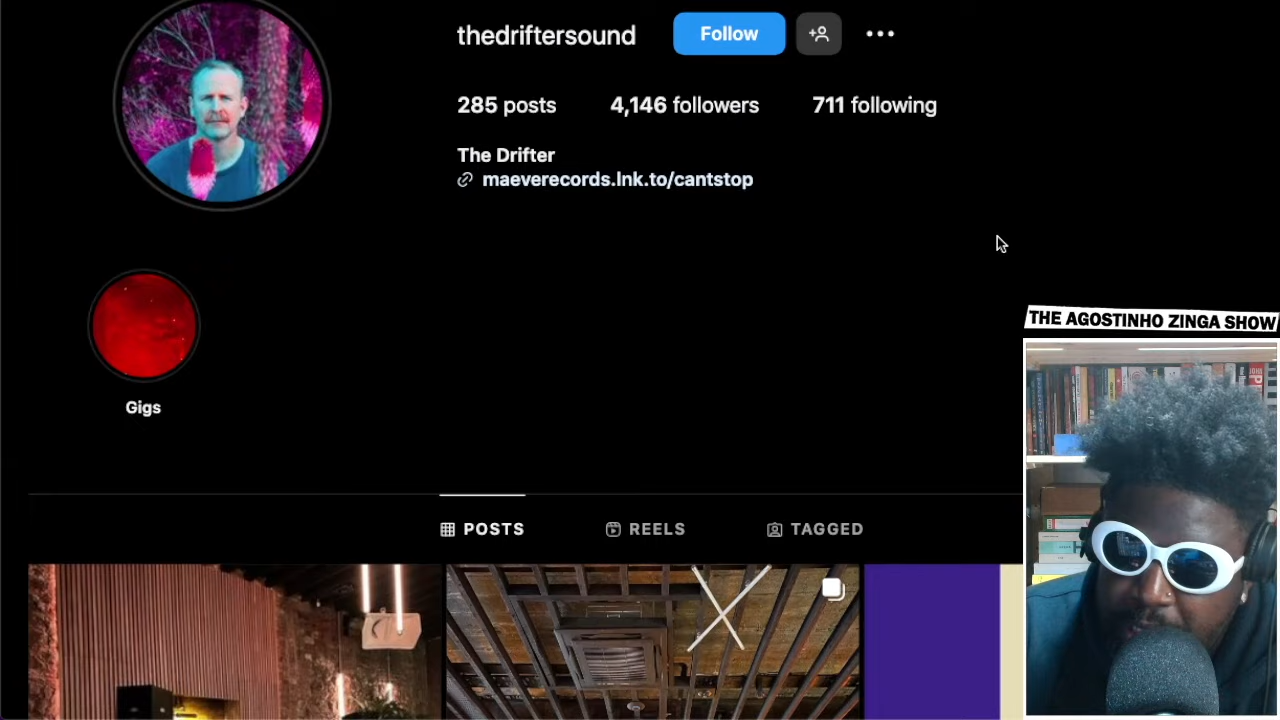 thedriftersound Follow
285 posts 4,146 followers 711 following
The Drifter
maeverecords.lnk.to/cantstop
THE AGOSTINHO ZINGA SHOW
Gigs
POSTS REELS TAGGED